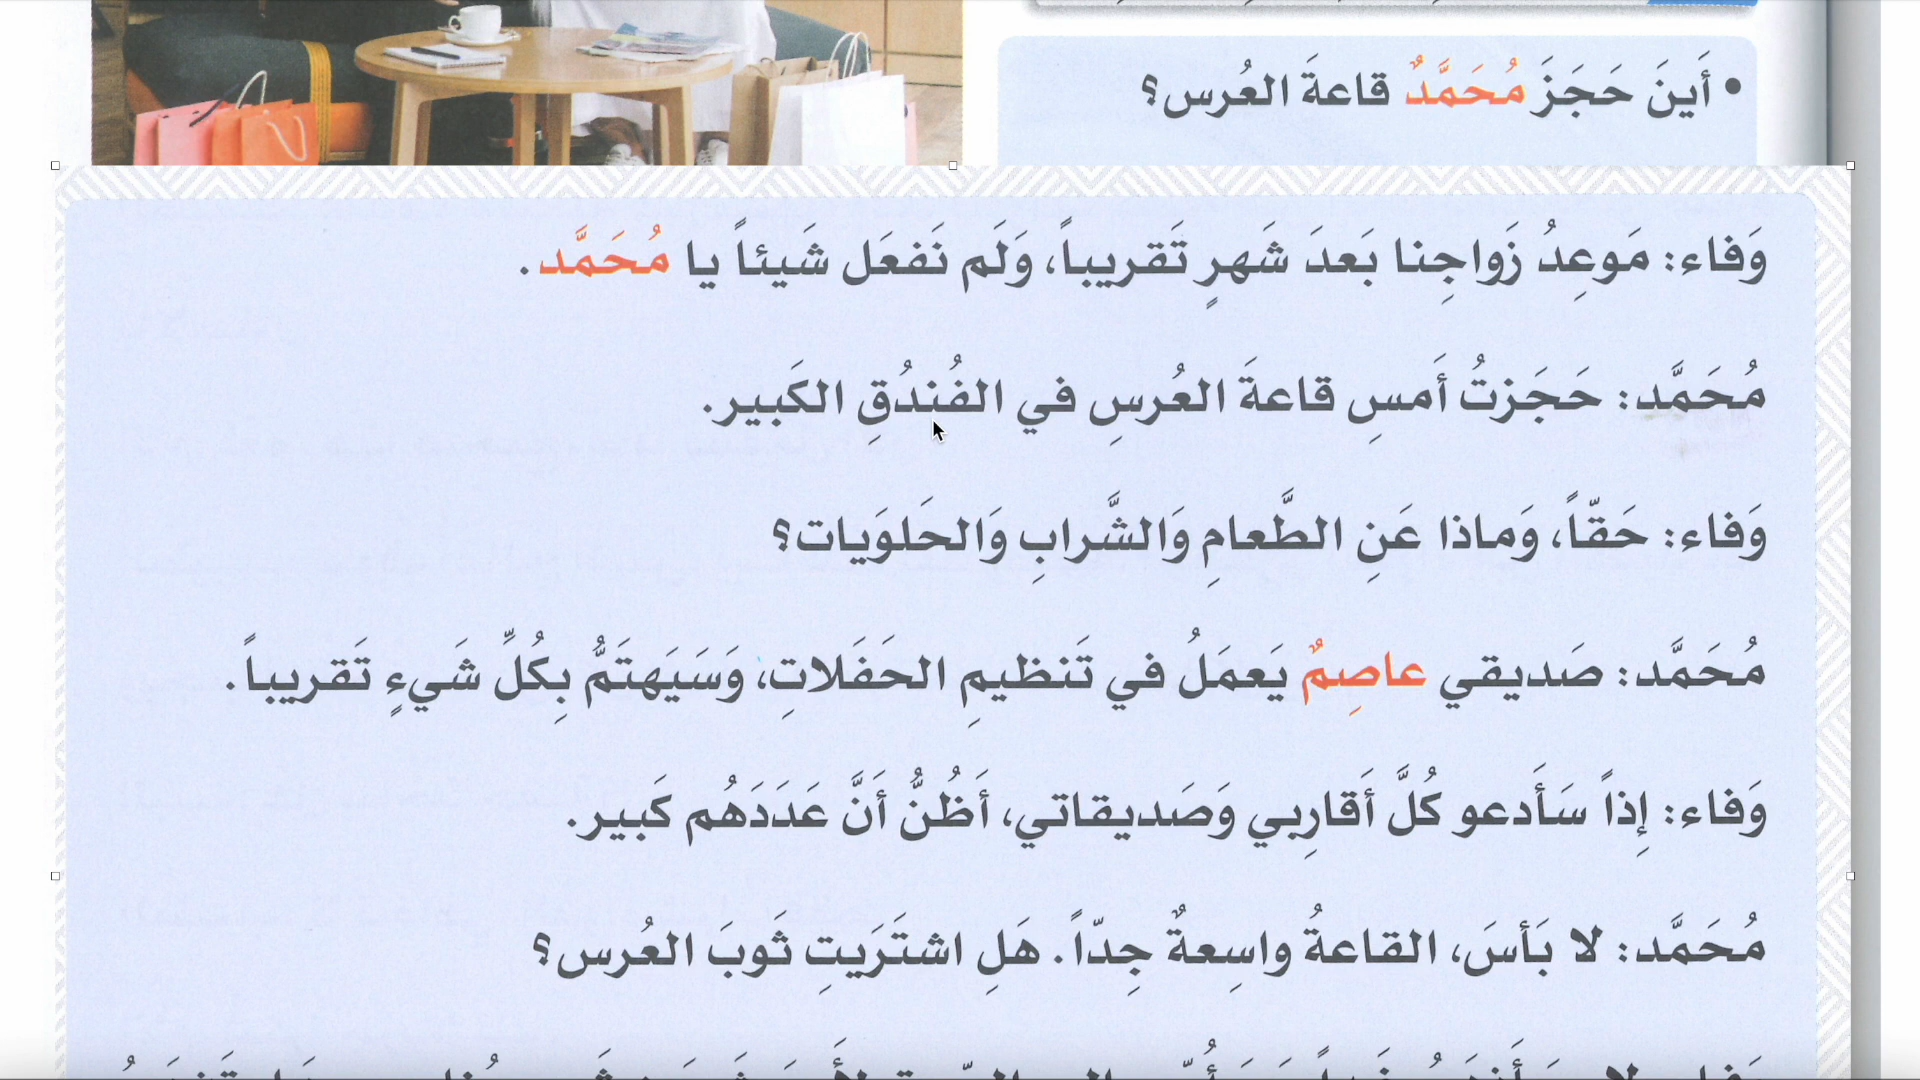 • أَينَ حَجَزَ مُحَمَّدٌ قاعةَ العُرس؟
وَفاء: مَوعِدُ زَواجِنا بَعدَ شَهرٍ تَقريباً، وَلَم نَفعَل شَيئاً يا مُحَمَّد.
مُحَمَّد: حَجَزتُ أَمسِ قاعةَ العُرسِ في الفُندُقِ الكَبير.
وَفاء: حَقّاً، وَماذا عَنِ الطَّعامِ وَالشَّرابِ وَالحَلوَيات؟
مُحَمَّد: صَديقي عاصِمٌ يَعمَلُ في تَنظيمِ الحَفَلاتِ، وَسَيَهتَمُّ بِكُلِّ شَيءٍ تَقريباً.
وَفاء: إِذاً سَأَدعو كُلَّ أَقارِبي وَصَديقاتي، أَظُنُّ أَنَّ عَدَدَهُم كَبير.
مُحَمَّد: لا بَأسَ، القاعةُ واسِعةٌ جِدّاً. هَلِ اشتَرَيتِ ثَوبَ العُرس؟